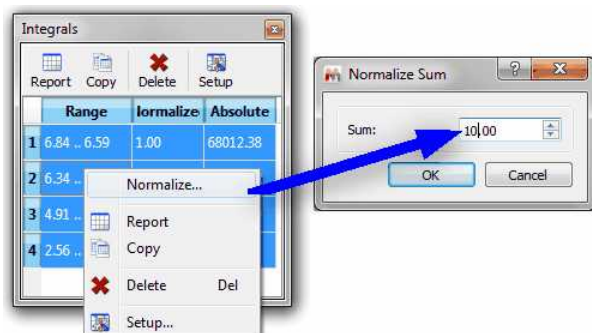 Integrals
Report Copy Delete Setup
Range lormalize Absolute
1 6.84 .. 6.59 1.00 68012.38
2 6.34 ..
3 4.91 ..
4 2.56 ..
Normalize...
Report
Copy
Delete Del
Setup...
Normalize Sum
Sum: 10.00
OK Cancel